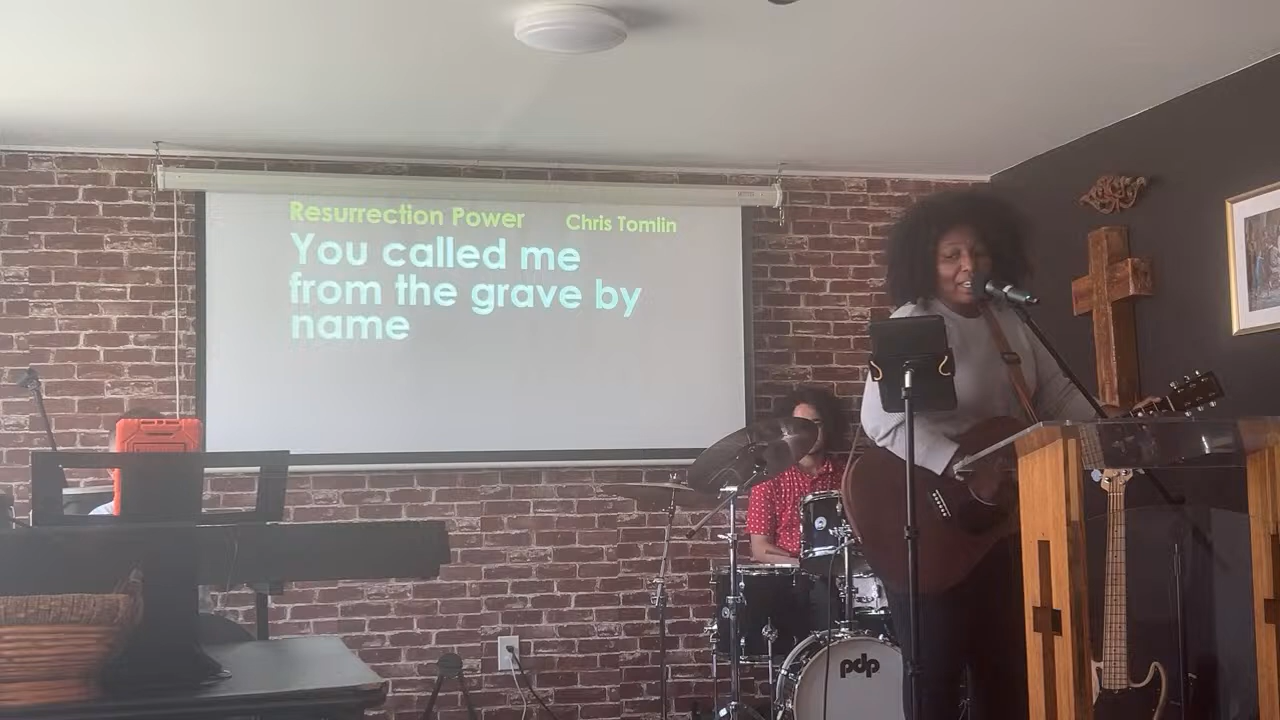 Resurrection Power Chris Tomlin
You called me
from the grave by
name
pdp